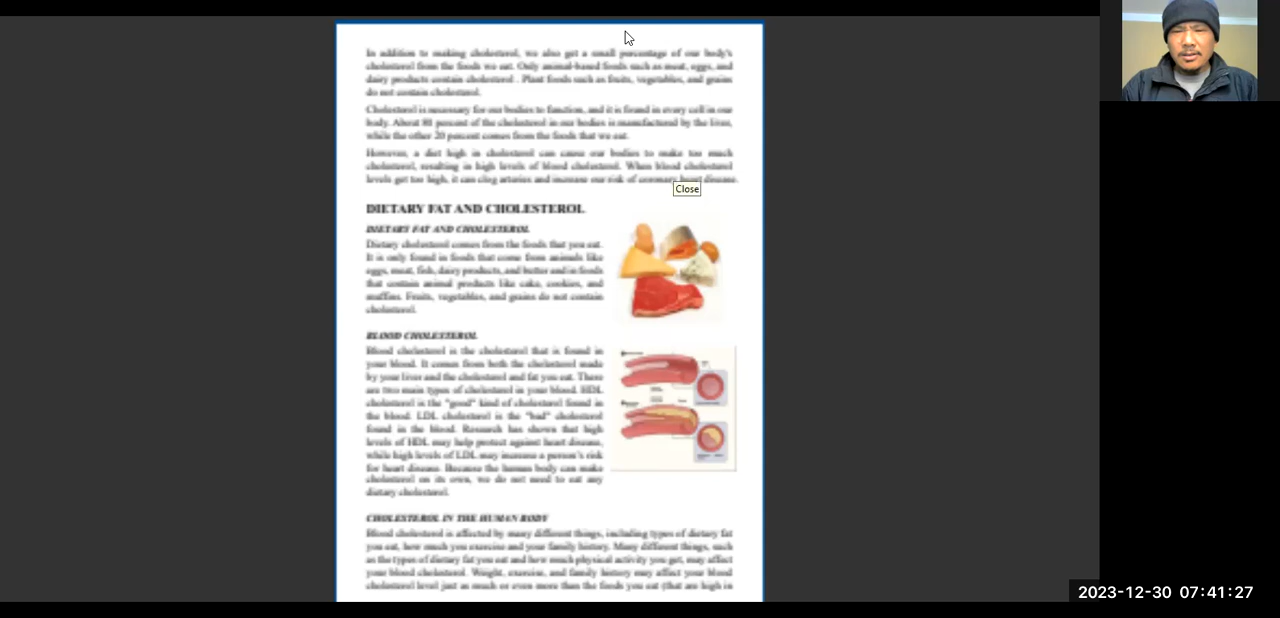 In addition to making cholesterol, we also get a small percentage of our body's
cholesterol from the foods we eat. Only animal-based foods such as meat, eggs, and
dairy products contain cholesterol . Plant foods such as fruits, vegetables, and grains
do not contain cholesterol.
Cholesterol is necessary for our bodies to function, and it is found in every cell in our
body. About 80 percent of the cholesterol in our bodies is manufactured by the liver,
while the other 20 percent comes from the foods that we eat.
However, a diet high in cholesterol can cause our bodies to make too much
cholesterol, resulting in high levels of blood cholesterol. When blood cholesterol
levels get too high, it can clog arteries and increase our risk of coronary heart disease.
Close
DIETARY FAT AND CHOLESTEROL
DIETARY FAT AND CHOLESTEROL
Dietary cholesterol comes from the foods that you eat.
It is only found in foods that come from animals like
eggs, meat, fish, dairy products, and butter and in foods
that contain animal products like cake, cookies, and
muffins. Fruits, vegetables, and grains do not contain
cholesterol.
BLOOD CHOLESTEROL
Blood cholesterol is the cholesterol that is found in
your blood. It comes from both the cholesterol made
by your liver and the cholesterol and fat you eat. There
are two main types of cholesterol in your blood. HDL
cholesterol is the "good" kind of cholesterol found in
the blood. LDL cholesterol is the "bad" cholesterol
found in the blood. Research has shown that high
levels of HDL may help protect against heart disease,
while high levels of LDL may increase a person's risk
for heart disease. Because the human body can make
cholesterol on its own, we do not need to eat any
dietary cholesterol.
CHOLESTEROL IN THE HUMAN BODY
Blood cholesterol is affected by many different things, including types of dietary fat
you eat, how much you exercise and your family history. Many different things, such
as the types of dietary fat you eat and how much physical activity you get, may affect
your blood cholesterol. Weight, exercise, and family history may affect your blood
cholesterol level just as much or even more than the foods you eat (that are high in
2023-12-30 07:41:27